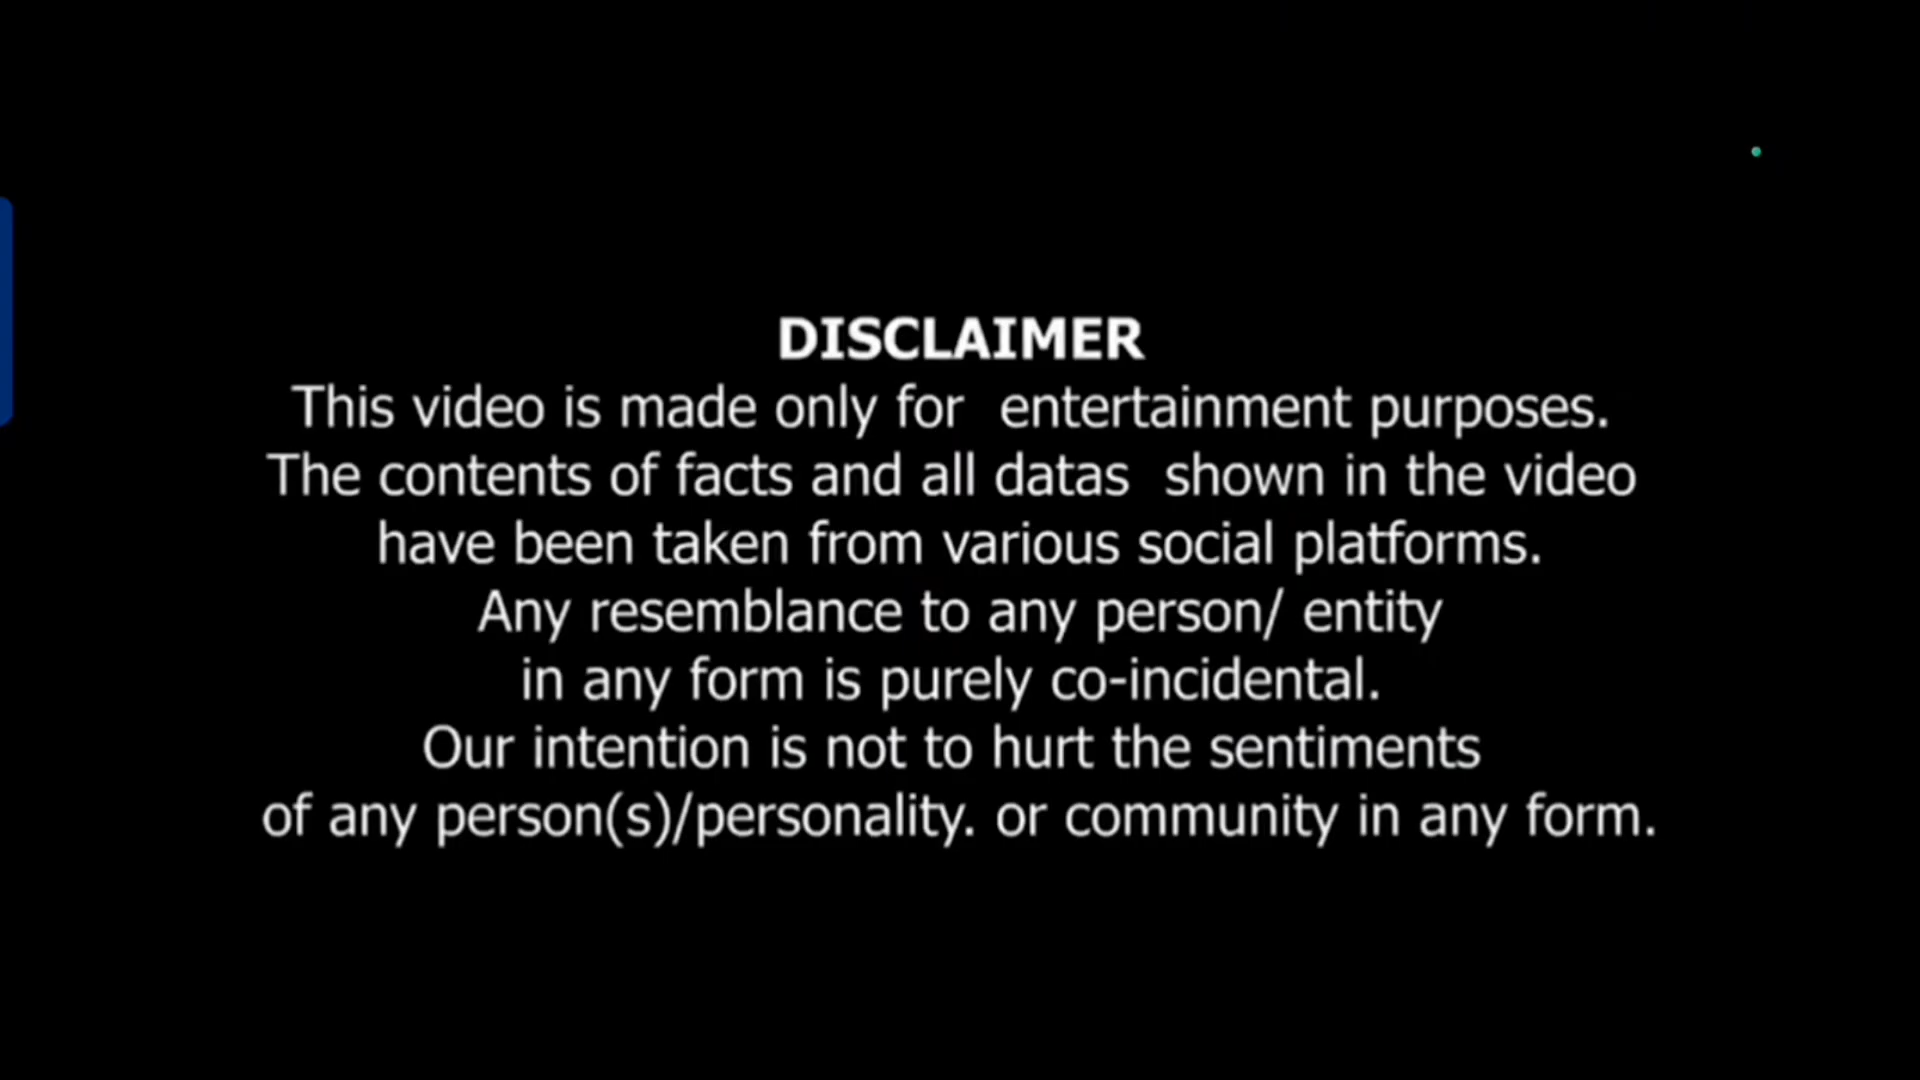 DISCLAIMER
This video is made only for  entertainment purposes.
The contents of facts and all datas  shown in the video
have been taken from various social platforms.
Any resemblance to any person/ entity
in any form is purely co-incidental.
Our intention is not to hurt the sentiments
of any person(s)/personality. or community in any form.